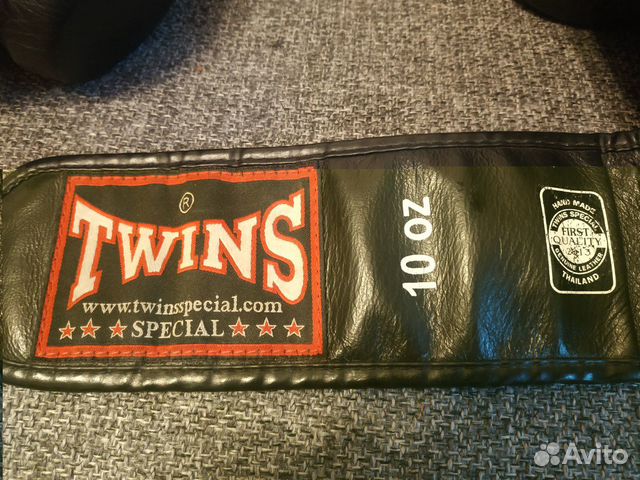 ®
TWINS
www.twinsspecial.com
SPECIAL
10 OZ
HAND MADE
TWINS SPECIAL
FIRST
QUALITY
GENUINE LEATHER
THAILAND
Avito